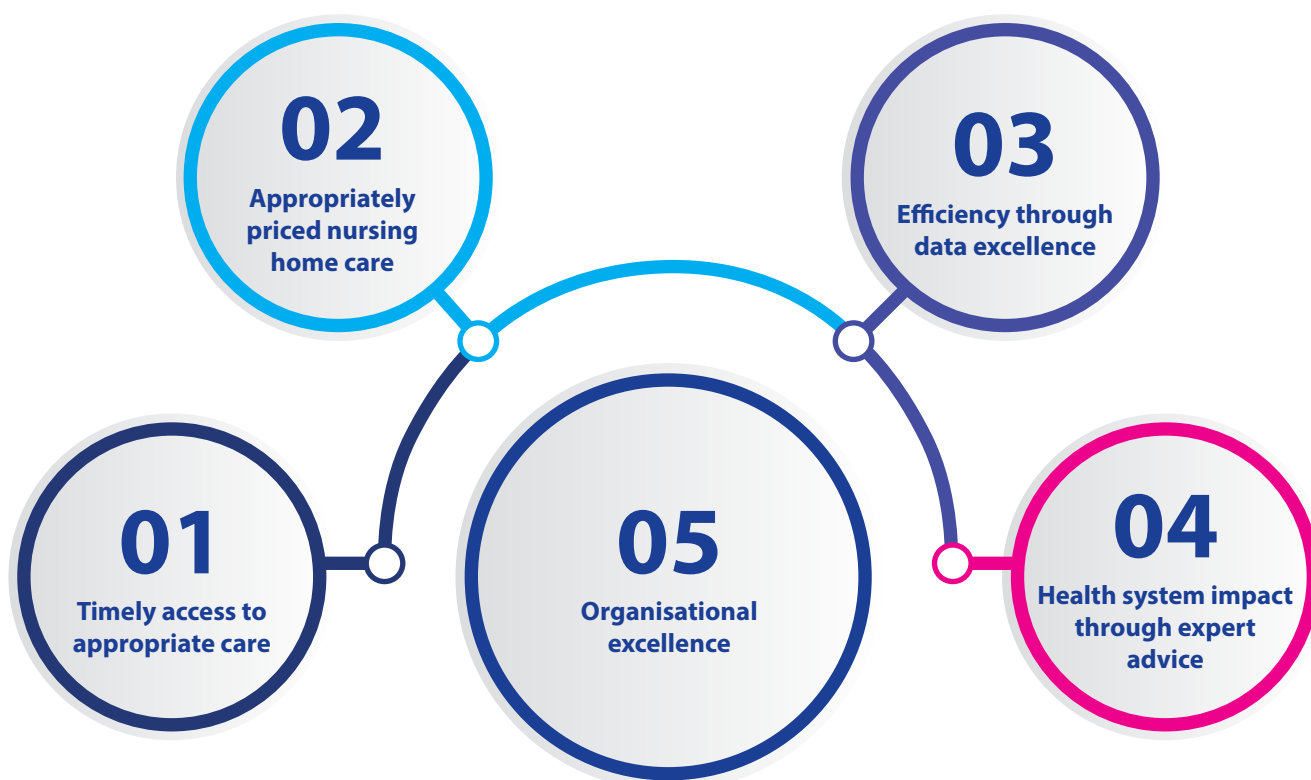 01
Timely access to
appropriate care
02
Appropriately
priced nursing
home care
03
Efficiency through
data excellence
04
Health system impact
through expert
advice
05
Organisational
excellence